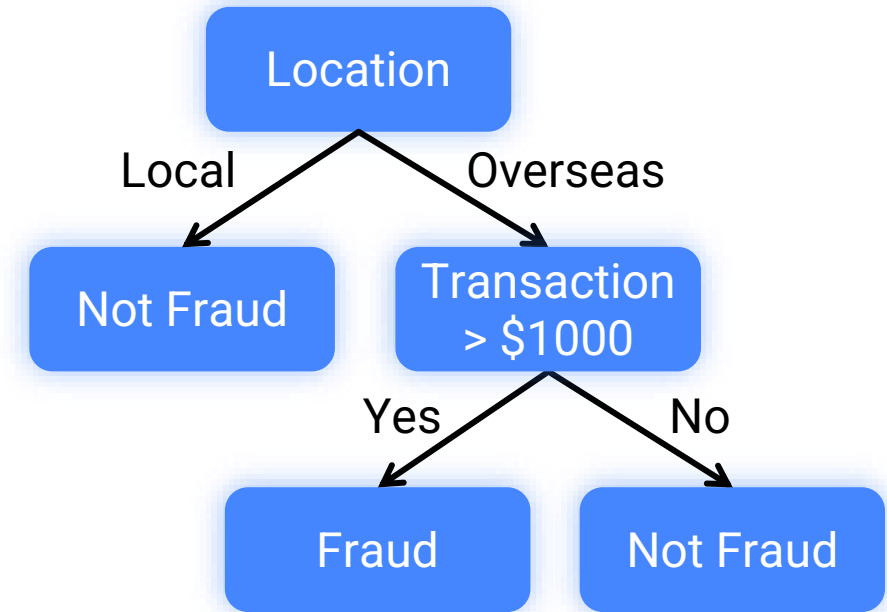 Location
Local
Overseas
Not Fraud
Transaction
> $1000
Yes
No
Fraud
Not Fraud